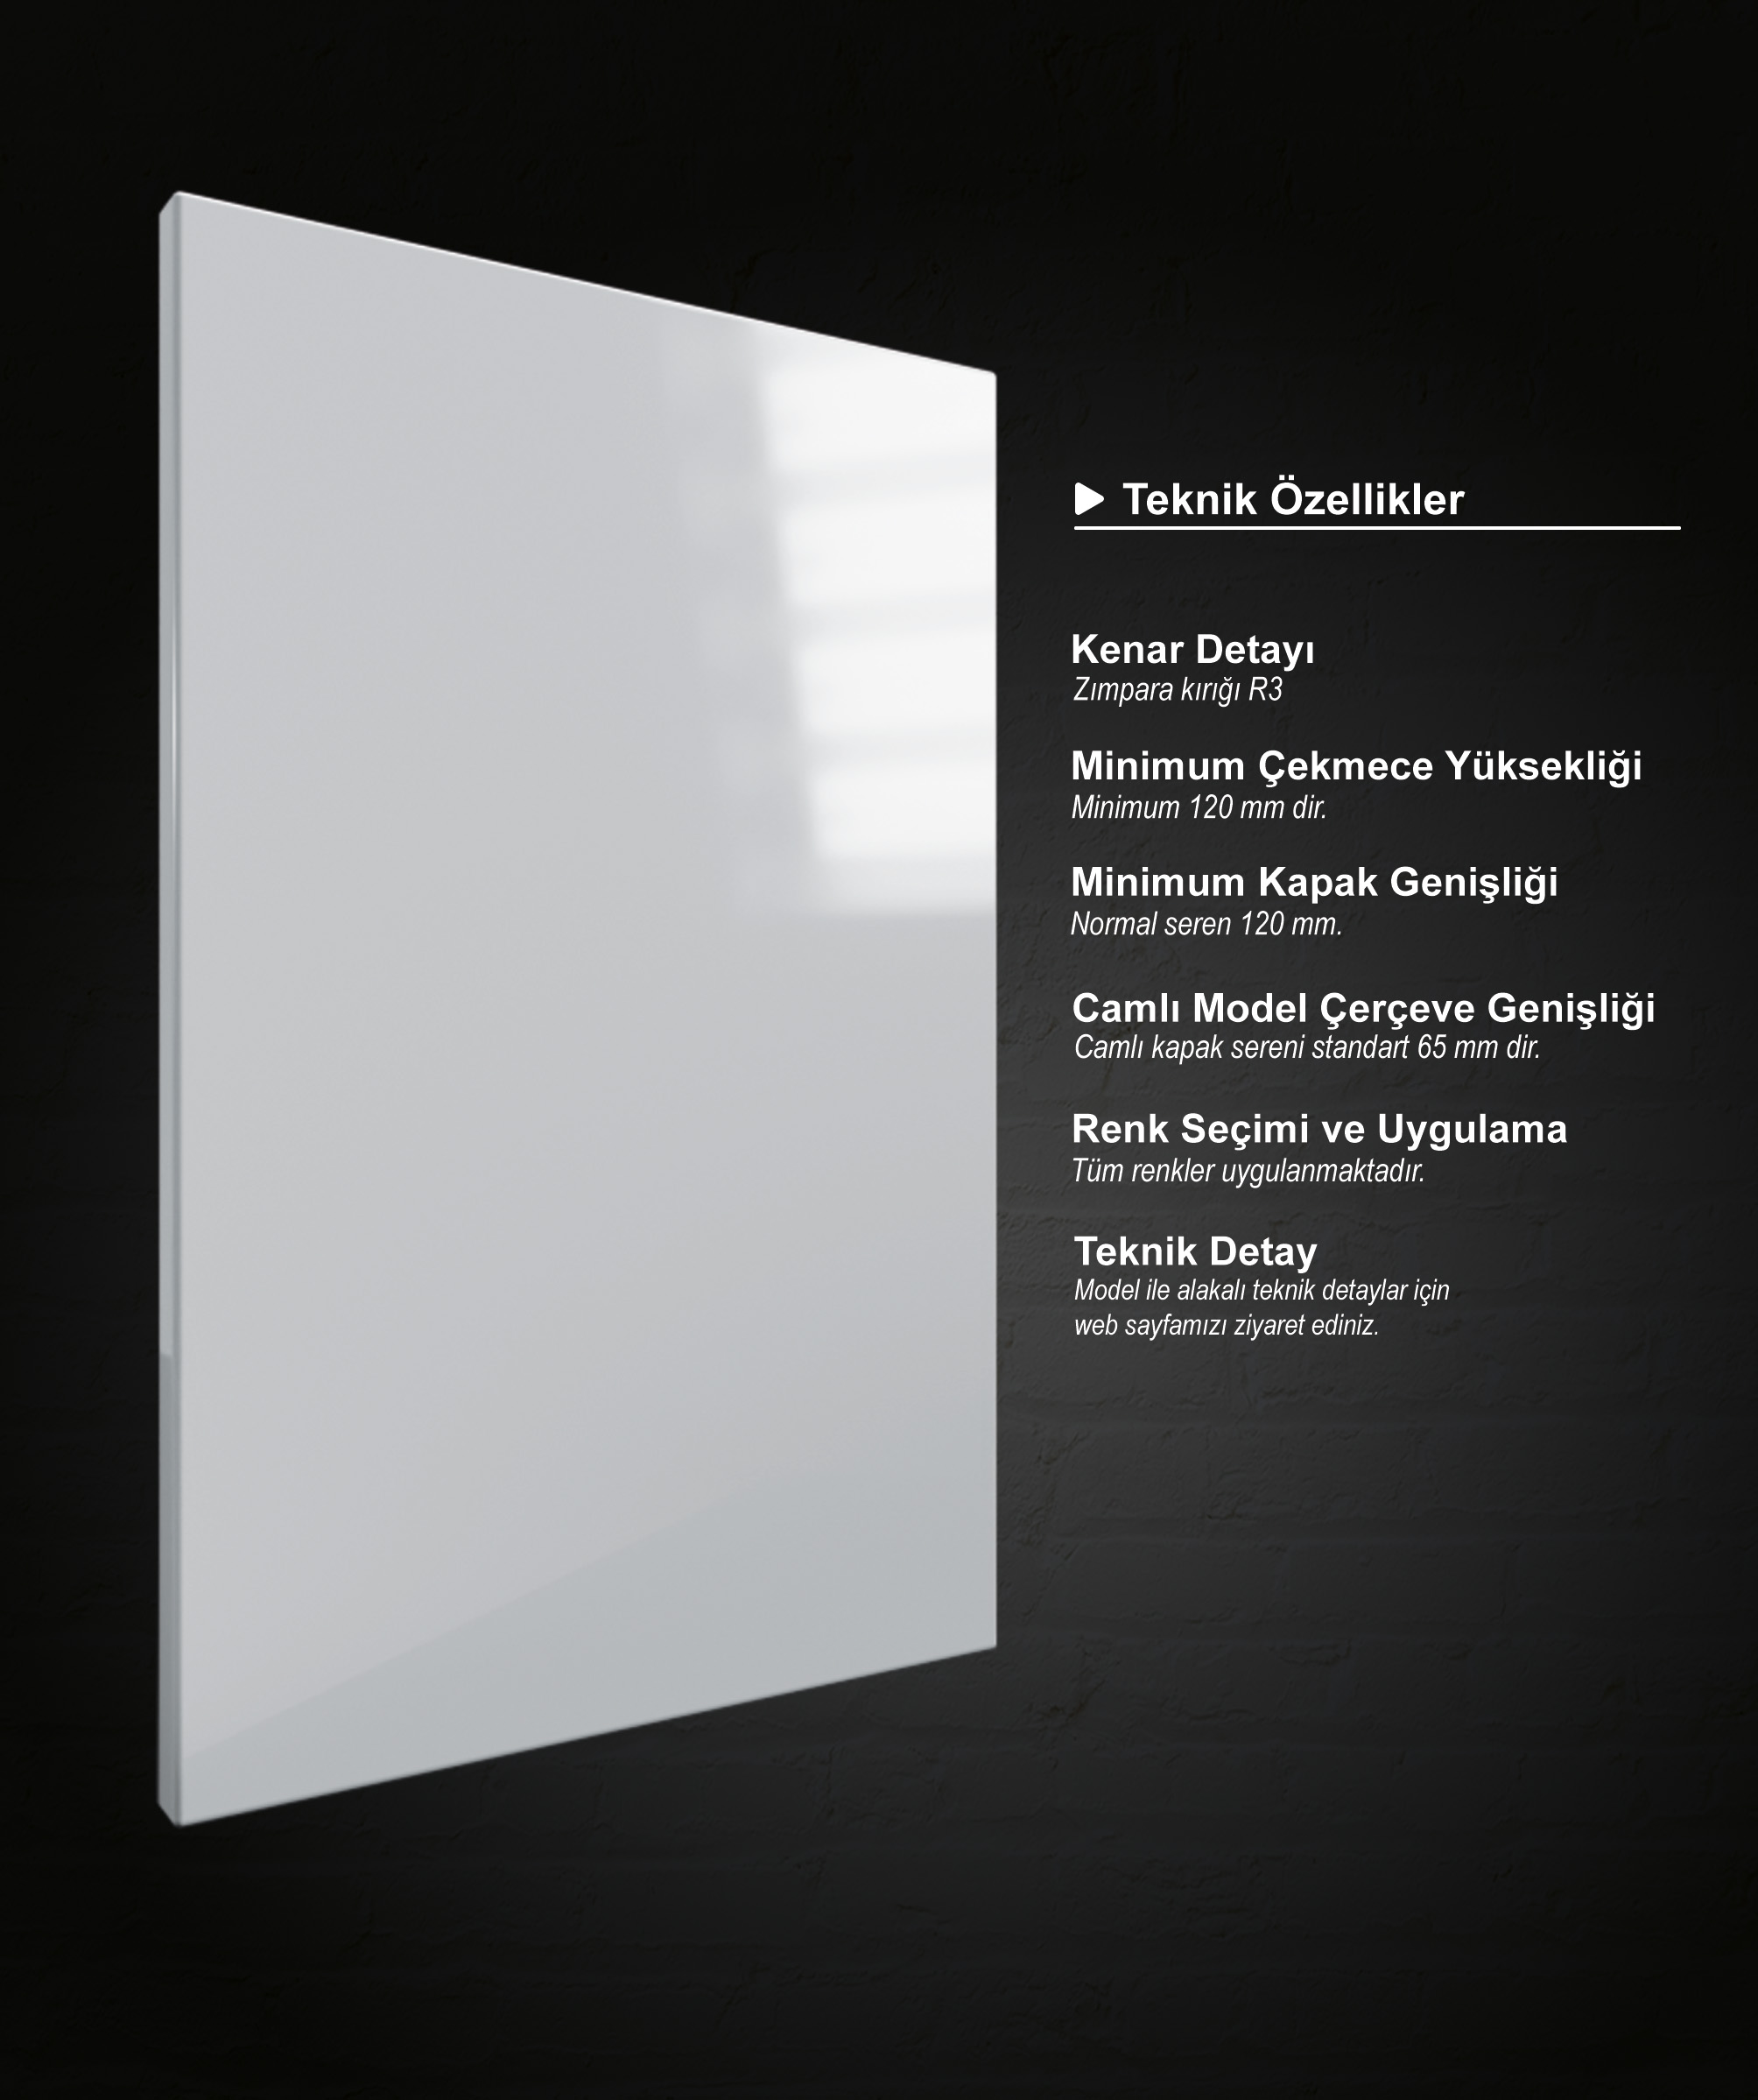 Teknik Özellikler
Kenar Detayı
Zımpara kırığı R3
Minimum Çekmece Yüksekliği
Minimum 120 mm dir.
Minimum Kapak Genişliği
Normal seren 120 mm.
Camlı Model Çerçeve Genişliği
Camlı kapak sereni standart 65 mm dir.
Renk Seçimi ve Uygulama
Tüm renkler uygulanmaktadır.
Teknik Detay
Model ile alakalı teknik detaylar için
web sayfamızı ziyaret ediniz.